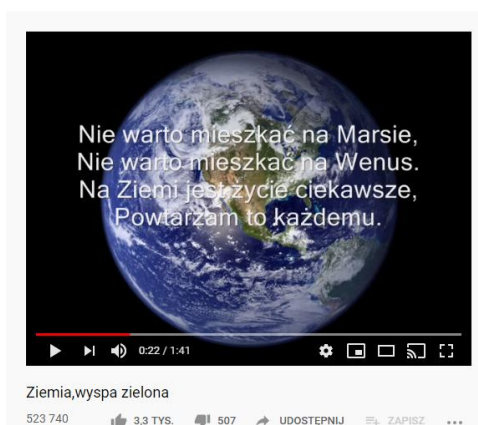 Nie warto mieszkać na Marsie,
Nie warto mieszkać na Wenus.
Na Ziemi jest życie ciekawsze,
Powtarzam to każdemu.
0:22 / 1:41
Ziemia,wyspa zielona
523 740
3,3 TYS.
507
UDOSTĘPNIJ
ZAPISZ